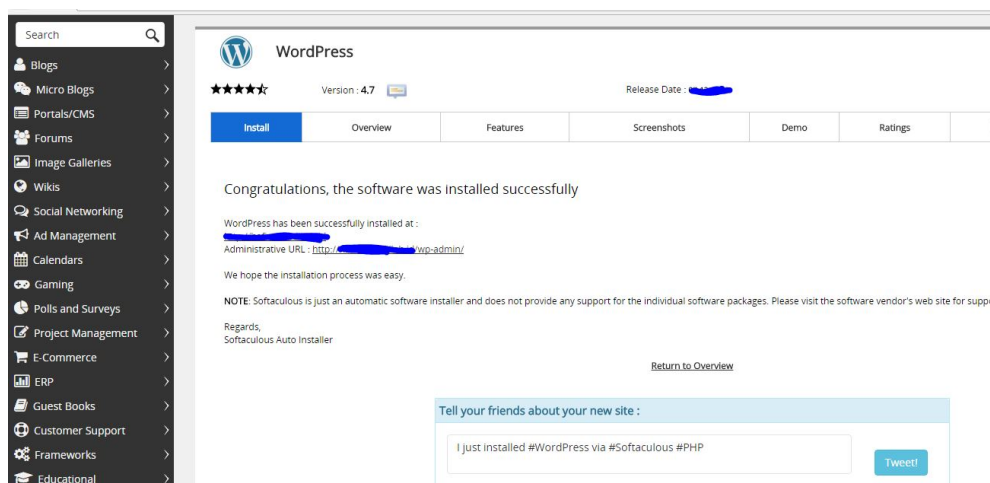 Search
Blogs
Micro Blogs
Portals/CMS
Forums
Image Galleries
Wikis
Social Networking
Ad Management
Calendars
Gaming
Polls and Surveys
Project Management
E-Commerce
ERP
Guest Books
Customer Support
Frameworks
Educational
WordPress
Version : 4.7
Release Date :
Install Overview Features Screenshots Demo Ratings
Congratulations, the software was installed successfully
WordPress has been successfully installed at :
Administrative URL : http:/ /wp-admin/
We hope the installation process was easy.
NOTE: Softaculous is just an automatic software installer and does not provide any support for the individual software packages. Please visit the software vendor's web site for
Regards,
Softaculous Auto Installer
Return to Overview
Tell your friends about your new site :
I just installed #WordPress via #Softaculous #PHP
Tweet!